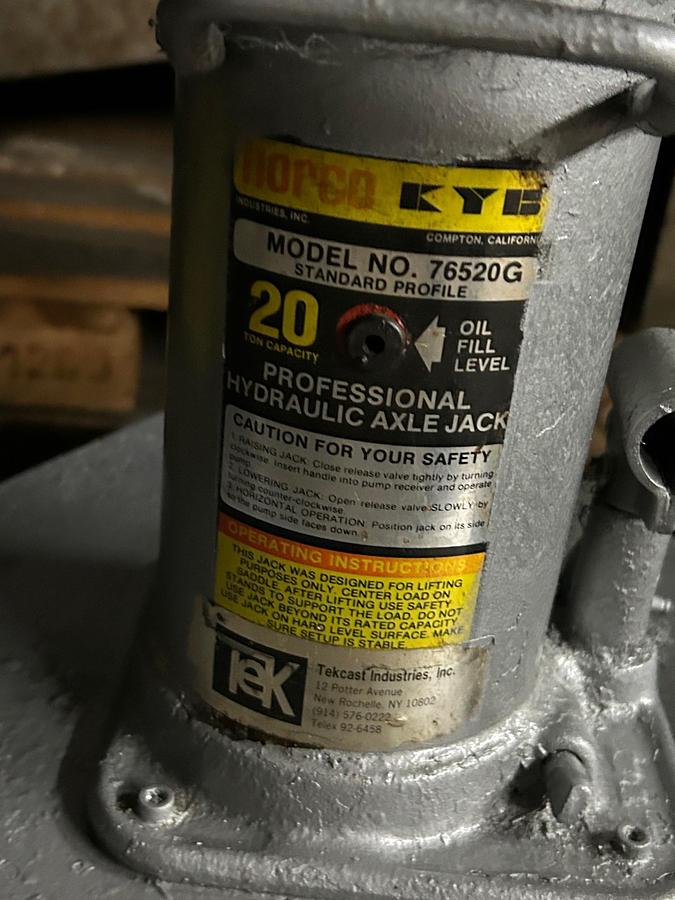 norco KYB
INDUSTRIES, INC.
COMPTON, CALIFORN
MODEL NO. 76520G
STANDARD PROFILE
20
TON CAPACITY
OIL
FILL
LEVEL
PROFESSIONAL
HYDRAULIC AXLE JACK
CAUTION FOR YOUR SAFETY
1. RAISING JACK: Close release valve tightly by turning
clockwise. Insert handle into pump receiver and operate
pump.
2. LOWERING JACK: Open release valve SLOWLY by
turning counter-clockwise.
3. HORIZONTAL OPERATION: Position jack on its side
so the pump side faces down.
OPERATING INSTRUCTIONS
THIS JACK WAS DESIGNED FOR LIFTING
PURPOSES ONLY. CENTER LOAD ON
SADDLE. AFTER LIFTING USE SAFETY
STANDS TO SUPPORT THE LOAD. DO NOT
USE JACK BEYOND ITS RATED CAPACITY.
USE JACK ON HARD LEVEL SURFACE. MAKE
SURE SETUP IS STABLE.
TEK
Tekcast Industries, Inc.
12 Potter Avenue
New Rochelle, NY 10802
(914) 576-0222
Telex 92-6458